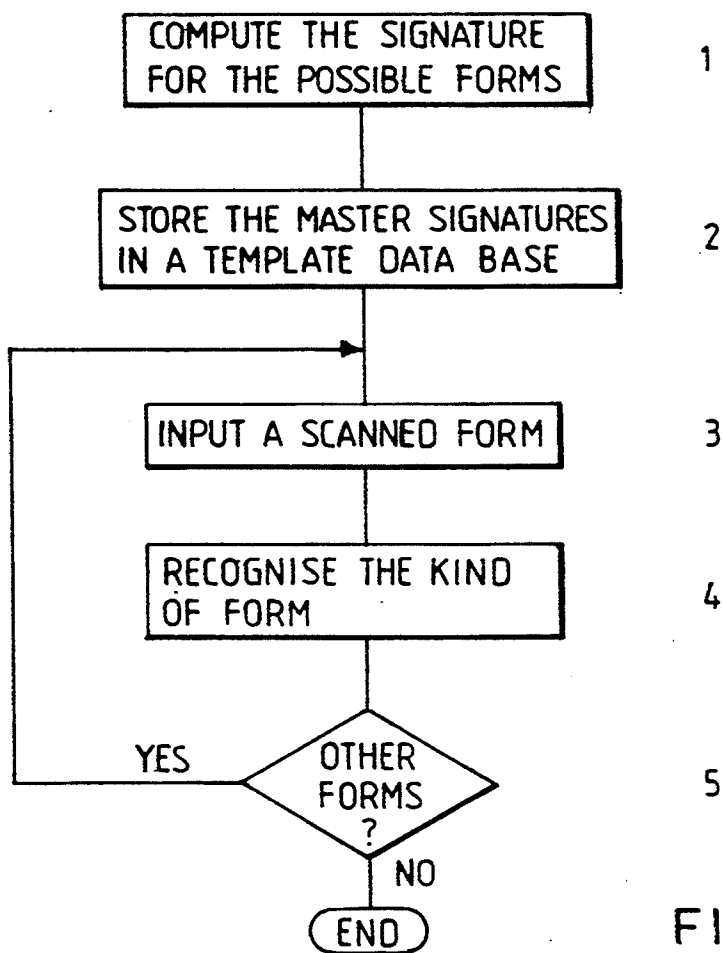 COMPUTE THE SIGNATURE
FOR THE POSSIBLE FORMS
1
STORE THE MASTER SIGNATURES
IN A TEMPLATE DATA BASE
2
INPUT A SCANNED FORM
3
RECOGNISE THE KIND
OF FORM
4
YES
OTHER
FORMS
?
5
NO
END
FI